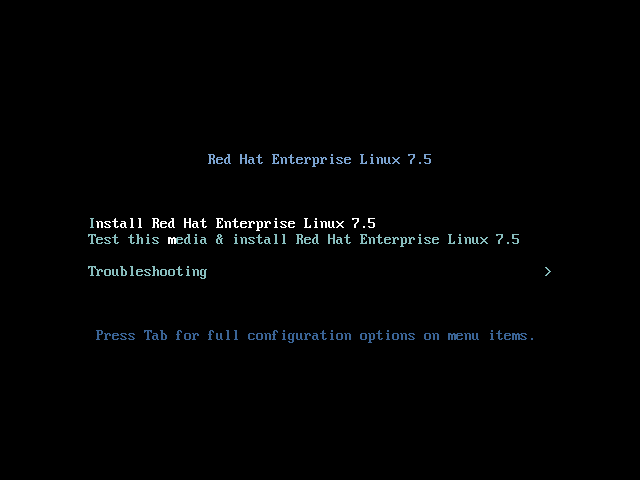 Red Hat Enterprise Linux 7.5
Install Red Hat Enterprise Linux 7.5
Test this media & install Red Hat Enterprise Linux 7.5
Troubleshooting >
Press Tab for full configuration options on menu items.